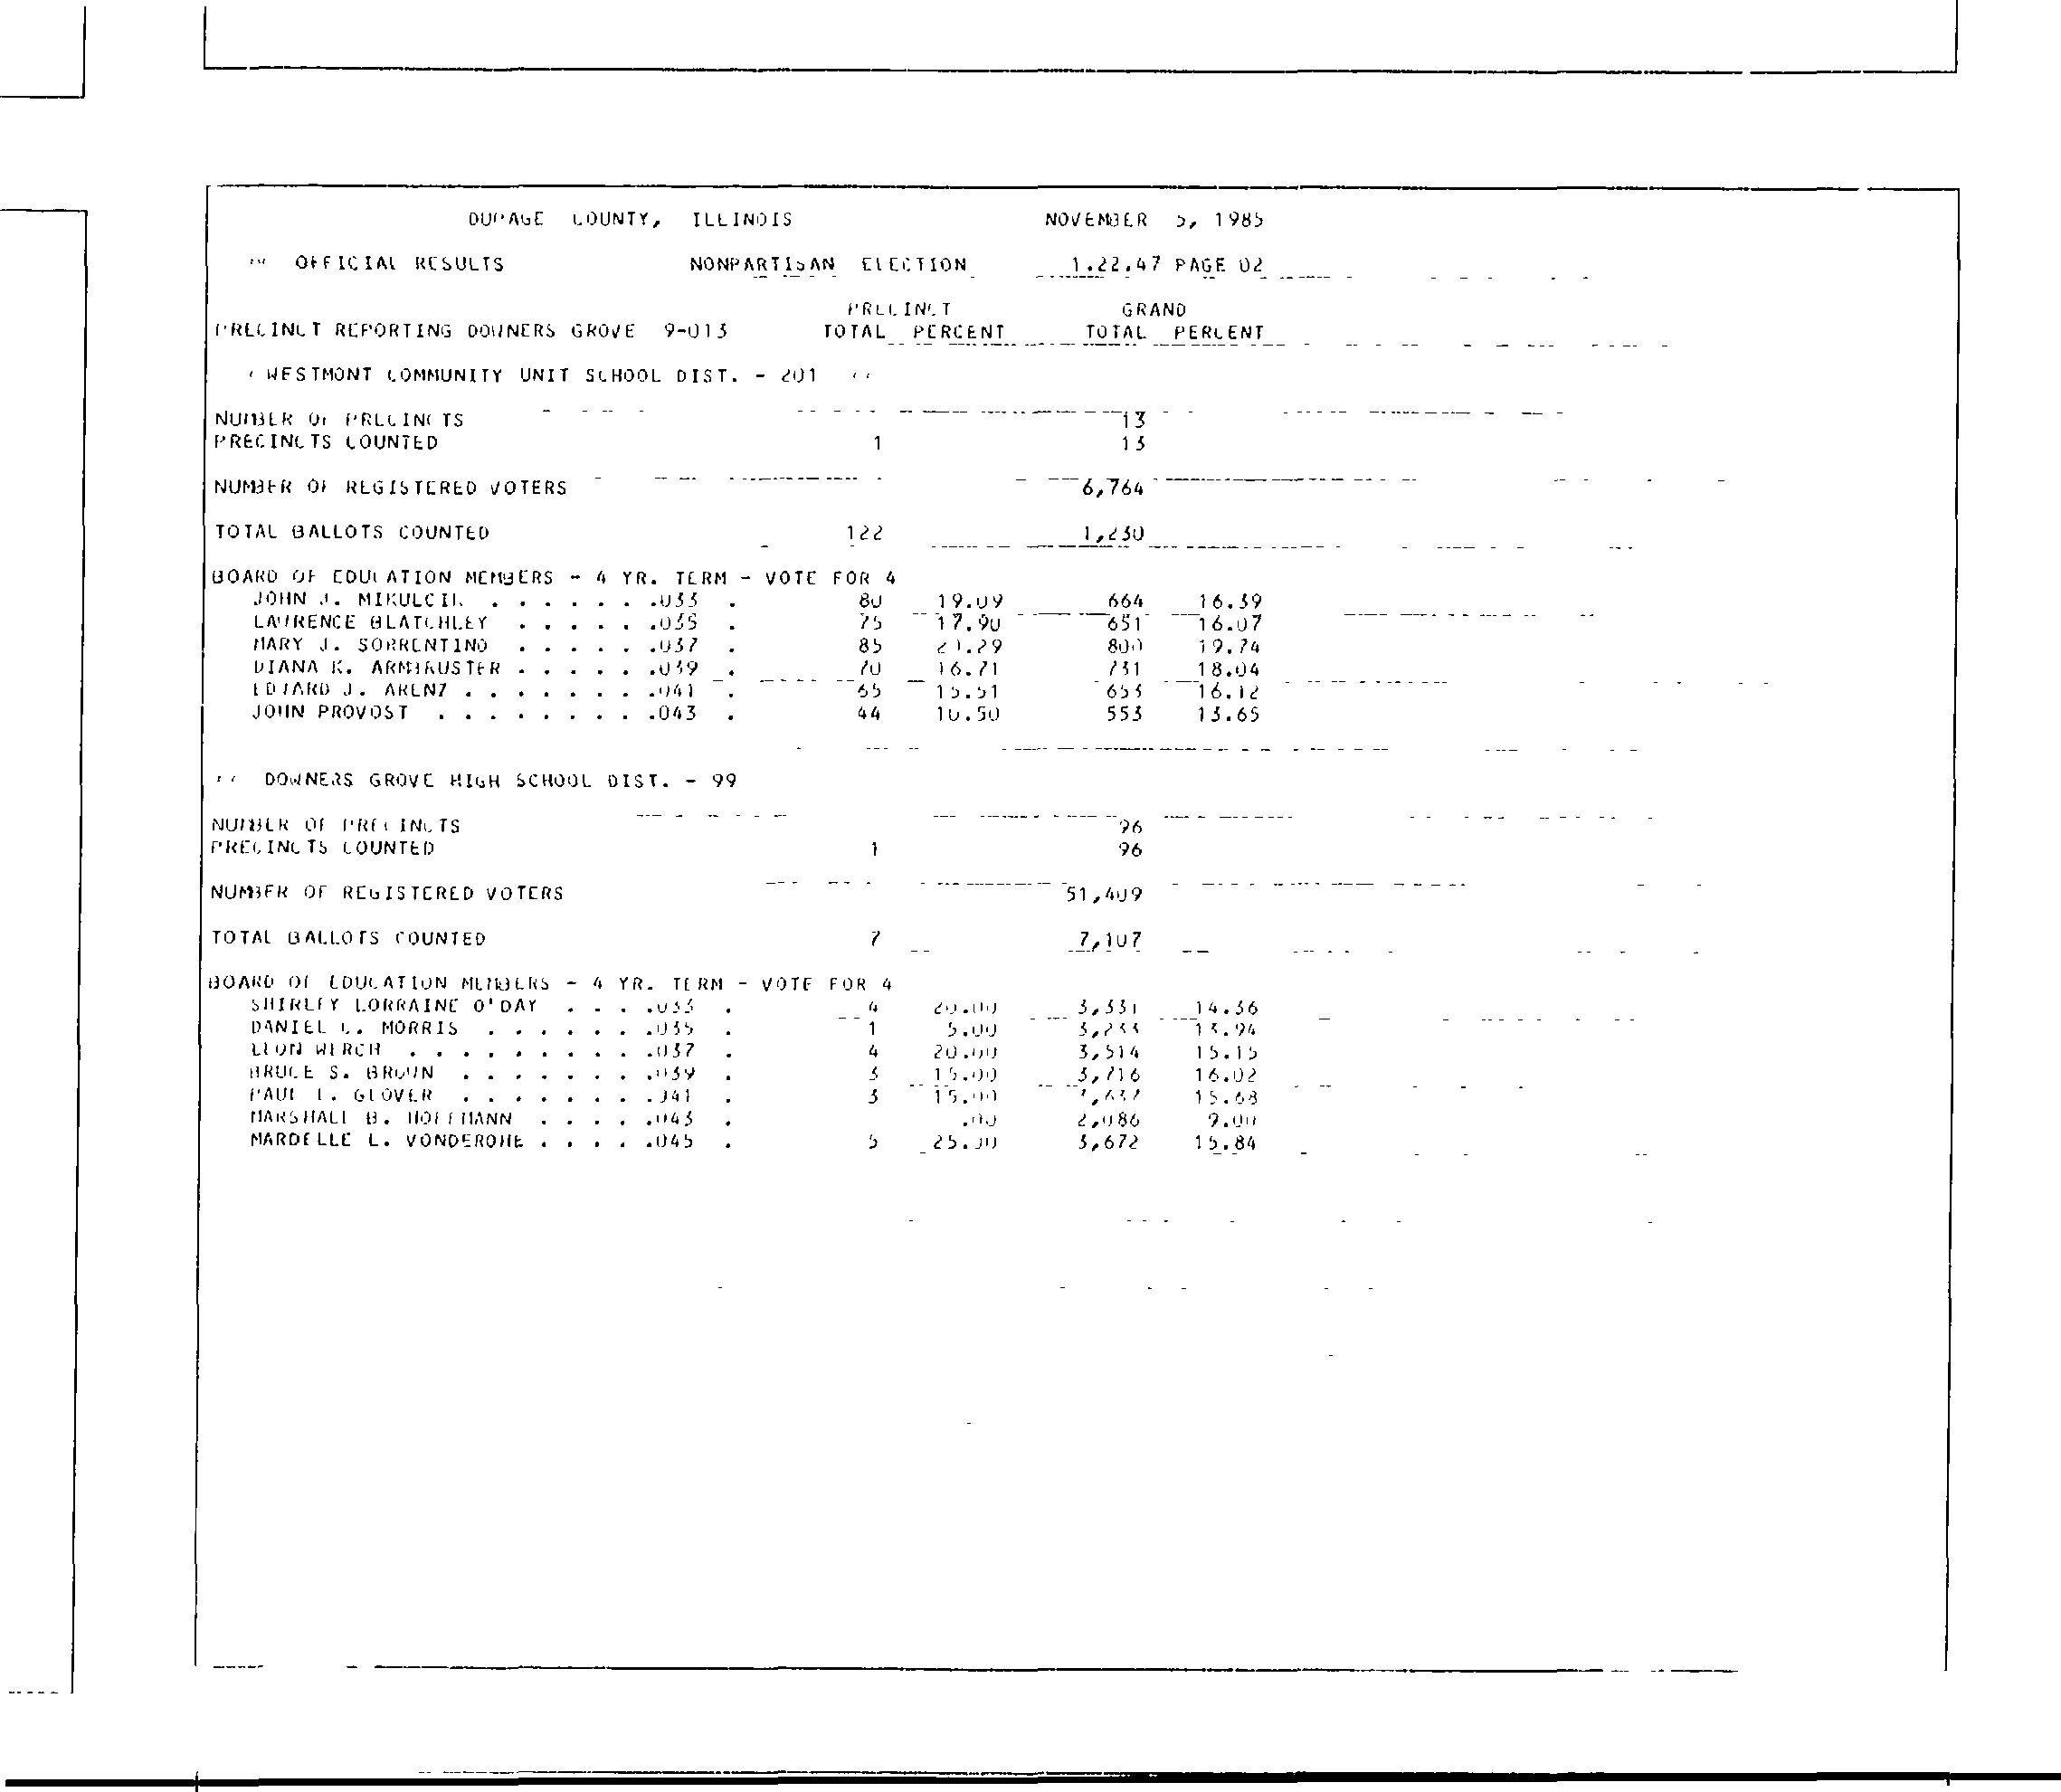 DUPAGE COUNTY, ILLINOIS NOVEMBER 5, 1985
OFFICIAL RESULTS NONPARTISAN ELECTION 1.22.47 PAGE 02
PRECINCT GRAND
PRECINCT REPORTING DOWNERS GROVE 9-013 TOTAL PERCENT TOTAL PERCENT
WESTMONT COMMUNITY UNIT SCHOOL DIST. - 201
NUMBER OF PRECINCTS 13
PRECINCTS COUNTED 1 13
NUMBER OF REGISTERED VOTERS 6,764
TOTAL BALLOTS COUNTED 122 1,230
BOARD OF EDUCATION MEMBERS - 4 YR. TERM - VOTE FOR 4
JOHN J. MIKULCIK . . . . . . .033 . 80 19.09 664 16.39
LAWRENCE BLATCHLEY . . . . . .035 . 75 17.90 651 16.07
MARY J. SORRENTINO . . . . . .037 . 85 20.29 800 19.74
DIANA K. ARMBRUSTER . . . . . .039 . 70 16.71 731 18.04
EDWARD J. ARENZ . . . . . . . .041 . 65 15.51 653 16.12
JOHN PROVOST . . . . . . . . .043 . 44 10.50 553 13.65
DOWNERS GROVE HIGH SCHOOL DIST. - 99
NUMBER OF PRECINCTS 96
PRECINCTS COUNTED 1 96
NUMBER OF REGISTERED VOTERS 51,409
TOTAL BALLOTS COUNTED 7 7,107
BOARD OF EDUCATION MEMBERS - 4 YR. TERM - VOTE FOR 4
SHIRLEY LORRAINE O'DAY . . . .033 . 4 20.00 3,331 14.36
DANIEL C. MORRIS . . . . . . .035 . 1 5.00 3,233 13.94
LEON WERCH . . . . . . . . . .037 . 4 20.00 3,514 15.15
BRUCE S. BROWN . . . . . . . .039 . 3 15.00 3,716 16.02
PAUL L. GLOVER . . . . . . . .041 . 3 15.00 3,637 15.68
MARSHALL B. HOFFMANN . . . . .043 . .00 2,086 9.00
MARDELLE L. VONDEROHE . . . . .045 . 5 25.00 3,672 15.84